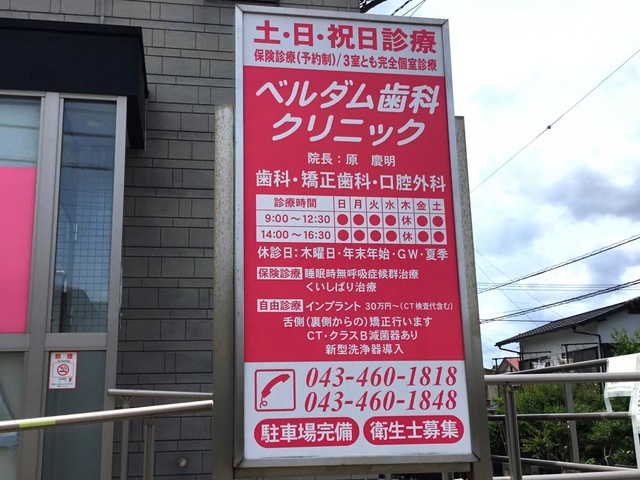 土・日・祝日診療
保険診療(予約制)/3室とも完全個室診療
ベルダム歯科
クリニック
院長：原 慶明
歯科・矯正歯科・口腔外科
診療時間 日 月 火 水 木 金 土
9:00～12:30 ● ● ● ● 休 ● ●
14:00～16:30 ● ● ● ● 休 ● ●
休診日：木曜日・年末年始・GW・夏季
保険診療 睡眠時無呼吸症候群治療
くいしばり治療
自由診療 インプラント 30万円～(CT検査代含む)
舌側(裏側からの)矯正行います
CT・クラスB滅菌器あり
新型洗浄器導入
043-460-1818
043-460-1848
駐車場完備 衛生士募集
禁煙